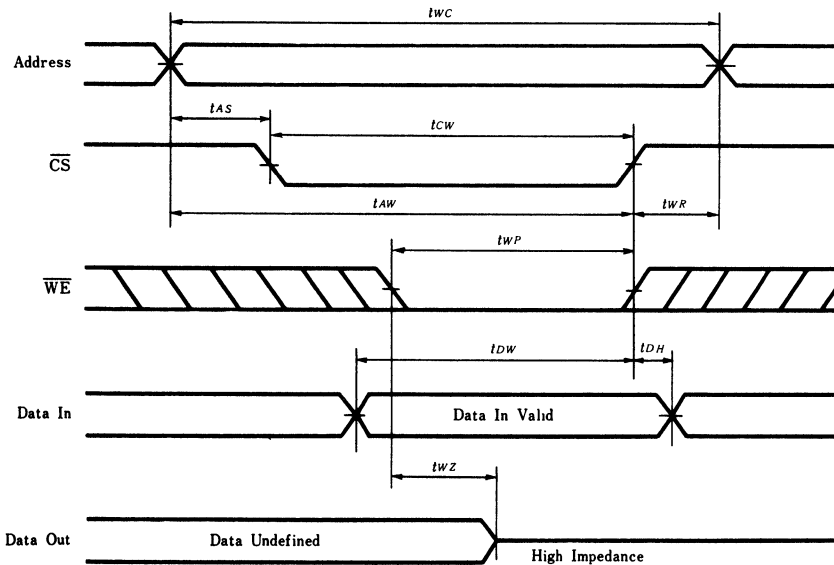 tWC
Address
tAS
tCW
CS
tAW
tWR
tWP
WE
tDW
tDH
Data In
Data In Valid
tWZ
Data Out
Data Undefined
High Impedance